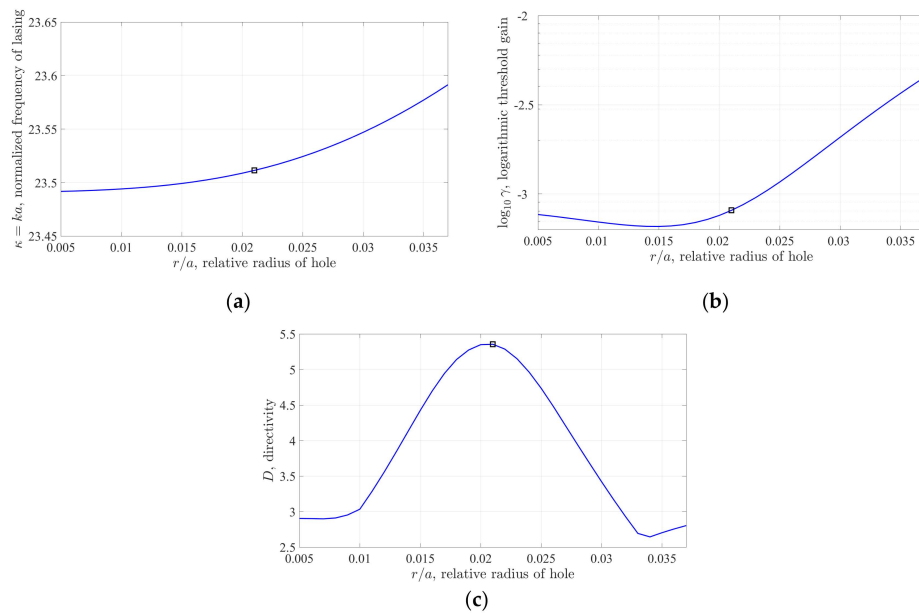 23.65
23.6
23.55
23.5
23.45
κ = ka, normalized frequency of lasing
0.005 0.01 0.015 0.02 0.025 0.03 0.035
r/a, relative radius of hole
(a)
-2
-2.5
-3
log₁₀ γ, logarithmic threshold gain
0.005 0.01 0.015 0.02 0.025 0.03 0.035
r/a, relative radius of hole
(b)
5.5
5
4.5
4
3.5
3
2.5
D, directivity
0.005 0.01 0.015 0.02 0.025 0.03 0.035
r/a, relative radius of hole
(c)